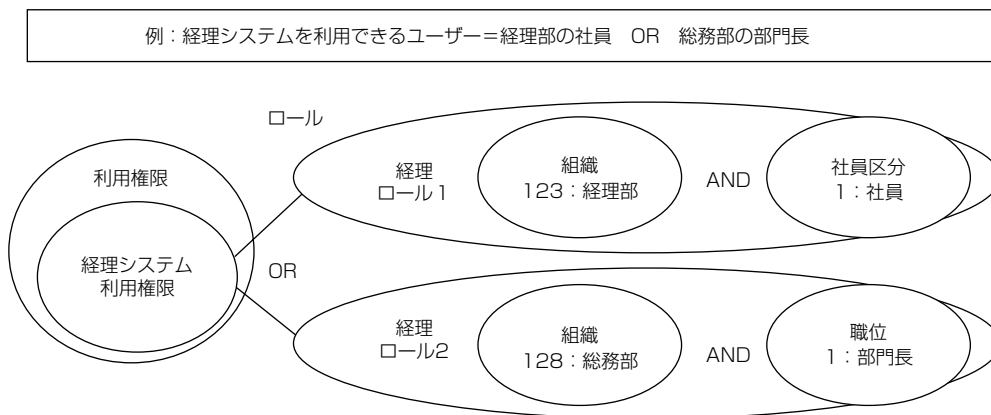 例：経理システムを利用できるユーザー＝経理部の社員　OR　総務部の部門長
ロール
利用権限
経理システム
利用権限
OR
経理
ロール1
組織
123：経理部
AND
社員区分
1：社員
経理
ロール2
組織
128：総務部
AND
職位
1：部門長